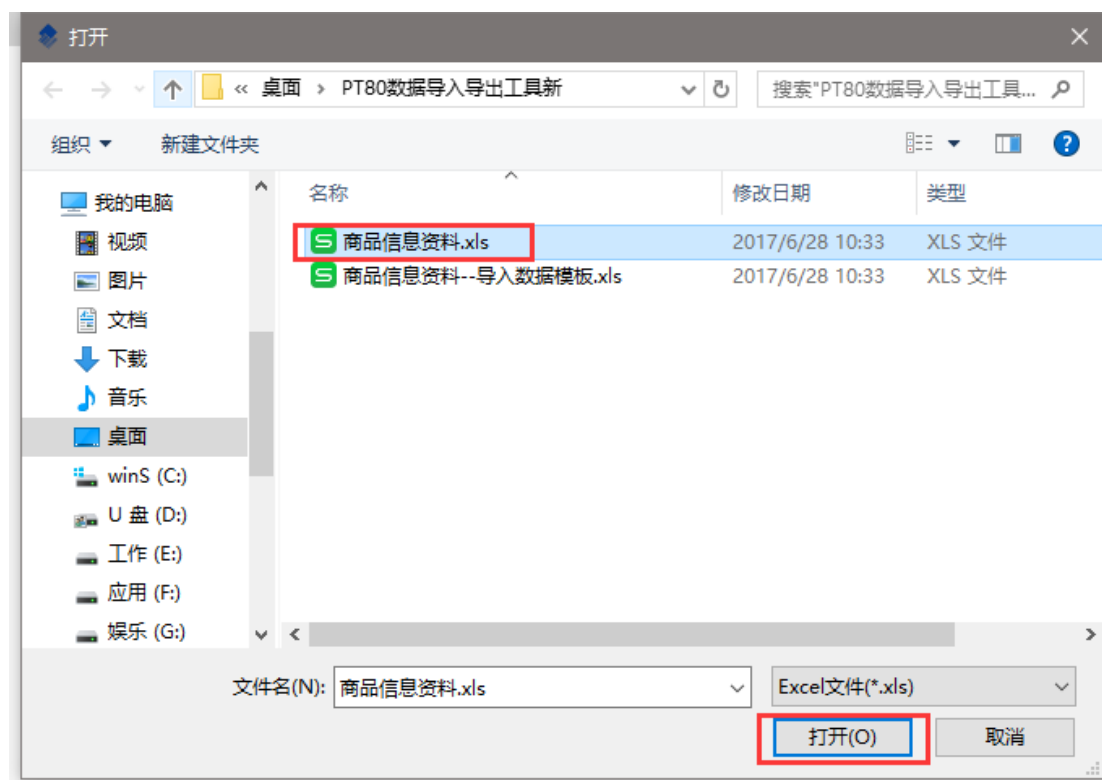 打开
« 桌面 › PT80数据导入导出工具新
搜索"PT80数据导入导出工具...
组织
新建文件夹
我的电脑
视频
图片
文档
下载
音乐
桌面
winS (C:)
U 盘 (D:)
工作 (E:)
应用 (F:)
娱乐 (G:)
名称 修改日期 类型
商品信息资料.xls 2017/6/28 10:33 XLS 文件
商品信息资料--导入数据模板.xls 2017/6/28 10:33 XLS 文件
文件名(N): 商品信息资料.xls Excel文件(*.xls)
打开(O) 取消